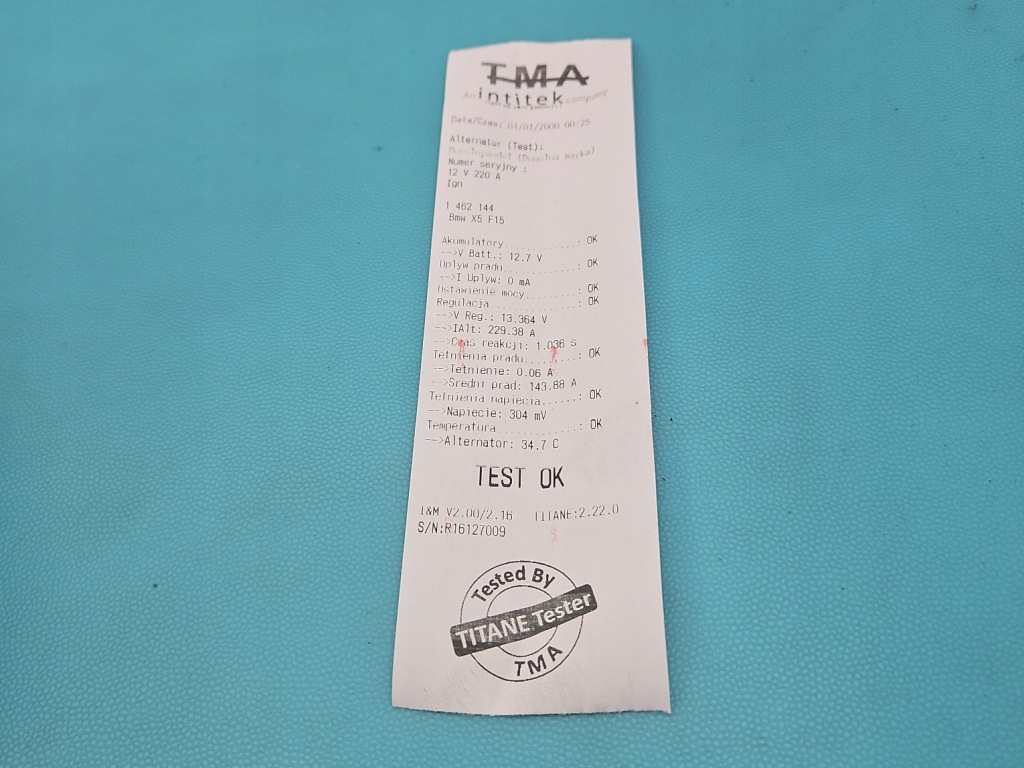 TMA
intitek
company
Data/Czas: 01/01/2000 00:25
Alternator (Test):
(Dowolna marka)
Numer seryjny :
12 V 220 A
Ign
1 462 144
Bmw X5 F15
Akumulatory..........: OK
-->V Batt.: 12.7 V
Uplyw pradu..........: OK
-->I Uplyw: 0 mA
Ustawienie mocy.......: OK
Regulacja............: OK
-->V Reg.: 13.364 V
-->IAlt: 229.38 A
-->Czas reakcji: 1.036 s
Tetnienia pradu.......: OK
-->Tetnienie: 0.06 A
-->Sredni prad: 143.88 A
Tetnienia napiecia.....: OK
-->Napiecie: 304 mV
Temperatura..........: OK
-->Alternator: 34.7 C
TEST OK
I&M V2.00/2.16 TITANE:2.22.0
S/N:R16127009
Tested By
TITANE Tester
TMA